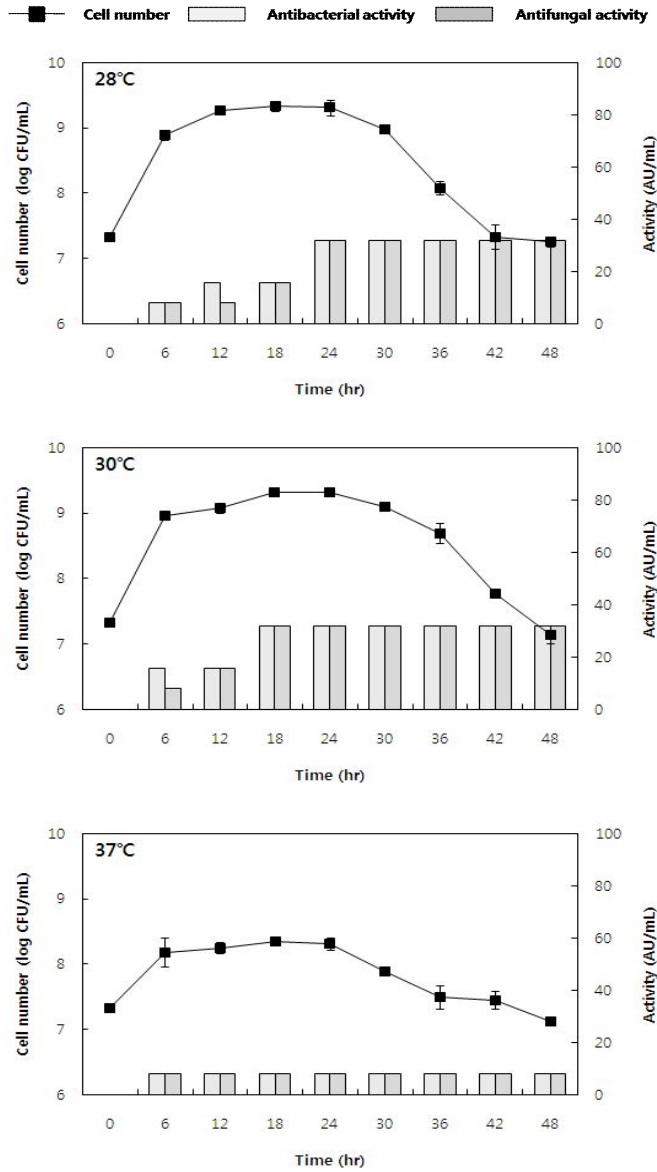 Cell number Antibacterial activity Antifungal activity
28℃
Cell number (log CFU/mL)
10
9
8
7
6
Activity (AU/mL)
100
80
60
40
20
0
0 6 12 18 24 30 36 42 48
Time (hr)
30℃
Cell number (log CFU/mL)
10
9
8
7
6
Activity (AU/mL)
100
80
60
40
20
0
0 6 12 18 24 30 36 42 48
Time (hr)
37℃
Cell number (log CFU/mL)
10
9
8
7
6
Activity (AU/mL)
100
80
60
40
20
0
0 6 12 18 24 30 36 42 48
Time (hr)